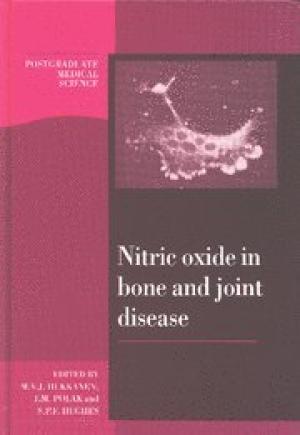 POSTGRADUATE
MEDICAL
SCIENCE
Nitric oxide in
bone and joint
disease
EDITED BY
M.V.J. HUKKANEN,
J.M. POLAK and
S.P.F. HUGHES